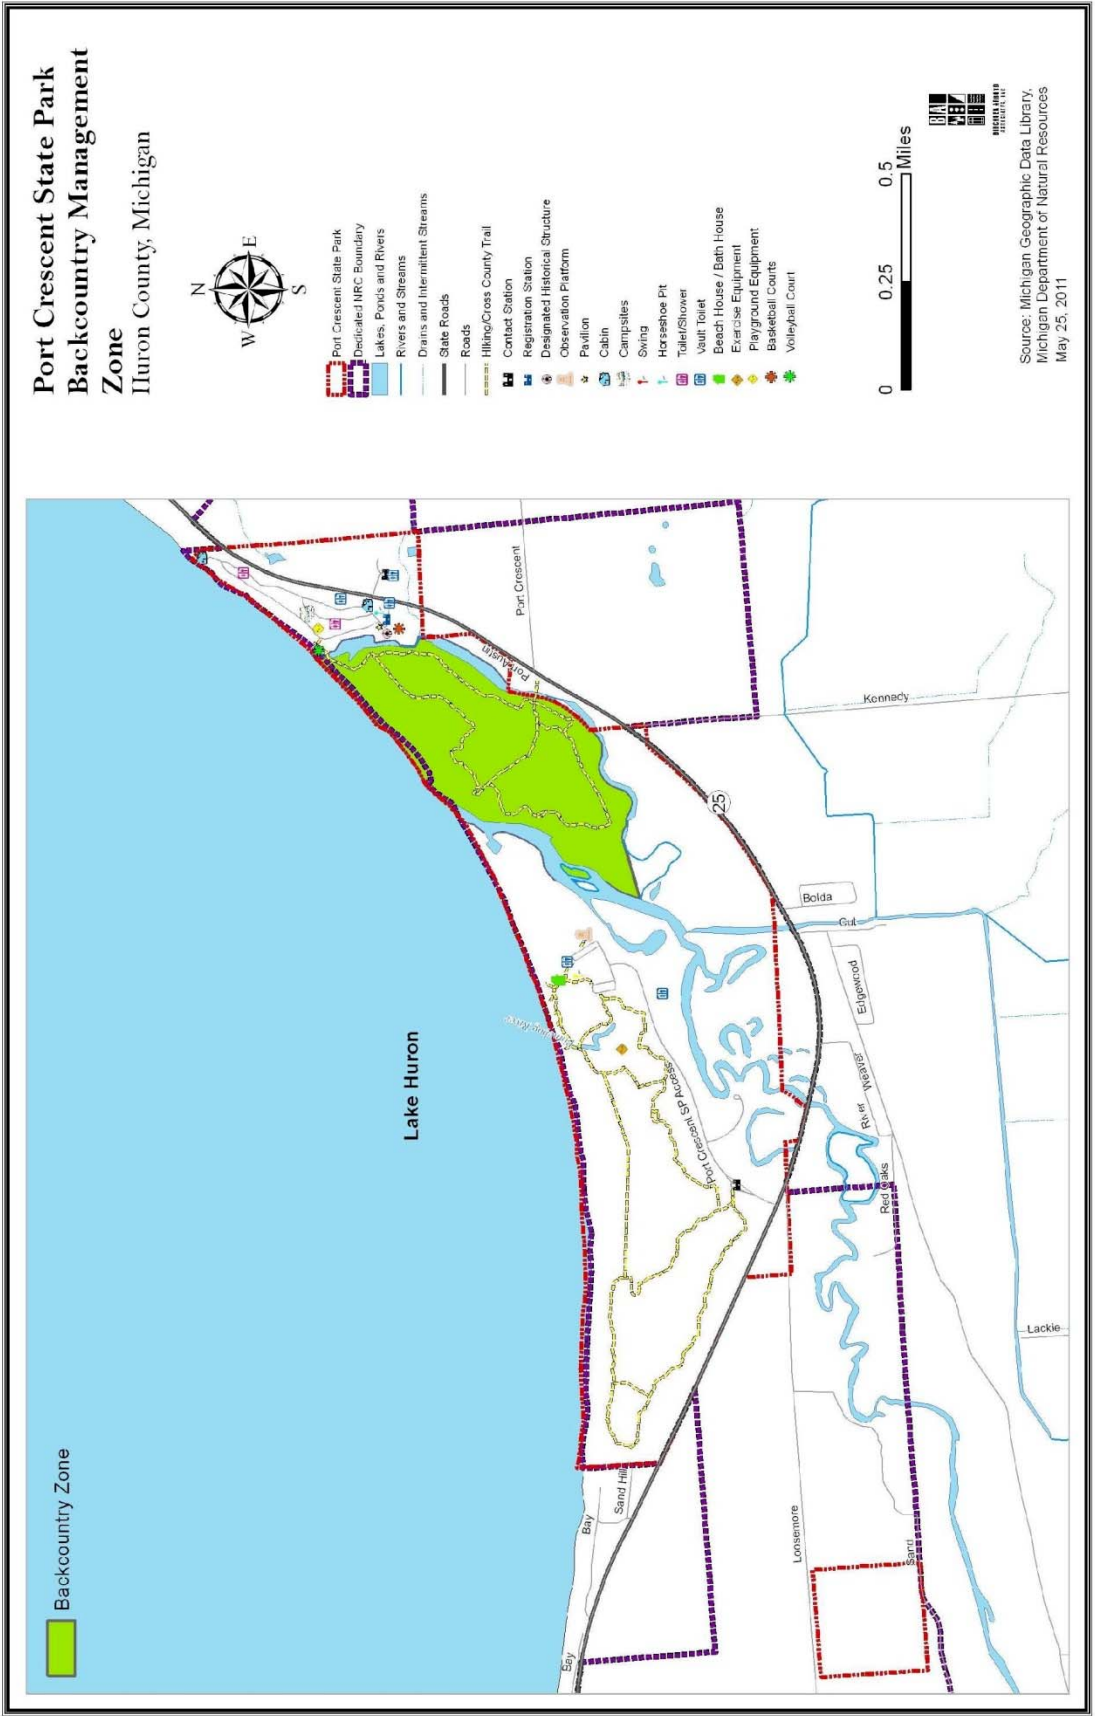 Port Crescent State Park
Backcountry Management
Zone
Huron County, Michigan
N
W
E
S
Port Crescent State Park
Dedicated NRC Boundary
Lakes, Ponds and Rivers
Rivers and Streams
Drains and Intermittent Streams
State Roads
Roads
Hiking/Cross County Trail
Contact Station
Registration Station
Designated Historical Structure
Observation Platform
Pavilion
Cabin
Campsites
Swing
Horseshoe Pit
Toilet/Shower
Vault Toilet
Beach House / Bath House
Exercise Equipment
Playground Equipment
Basketball Courts
Volleyball Court
0
0.25
0.5
Miles
Source: Michigan Geographic Data Library,
Michigan Department of Natural Resources
May 25, 2011
Backcountry Zone
Lake Huron
Port Crescent
Port Austin
Kennedy
25
Bolda
Cut
Edgewood
Weaver
River
Port Crescent SP Access
Red Oaks
Lackie
Sand Hill
Bay
Bay
Loosemore
Sand